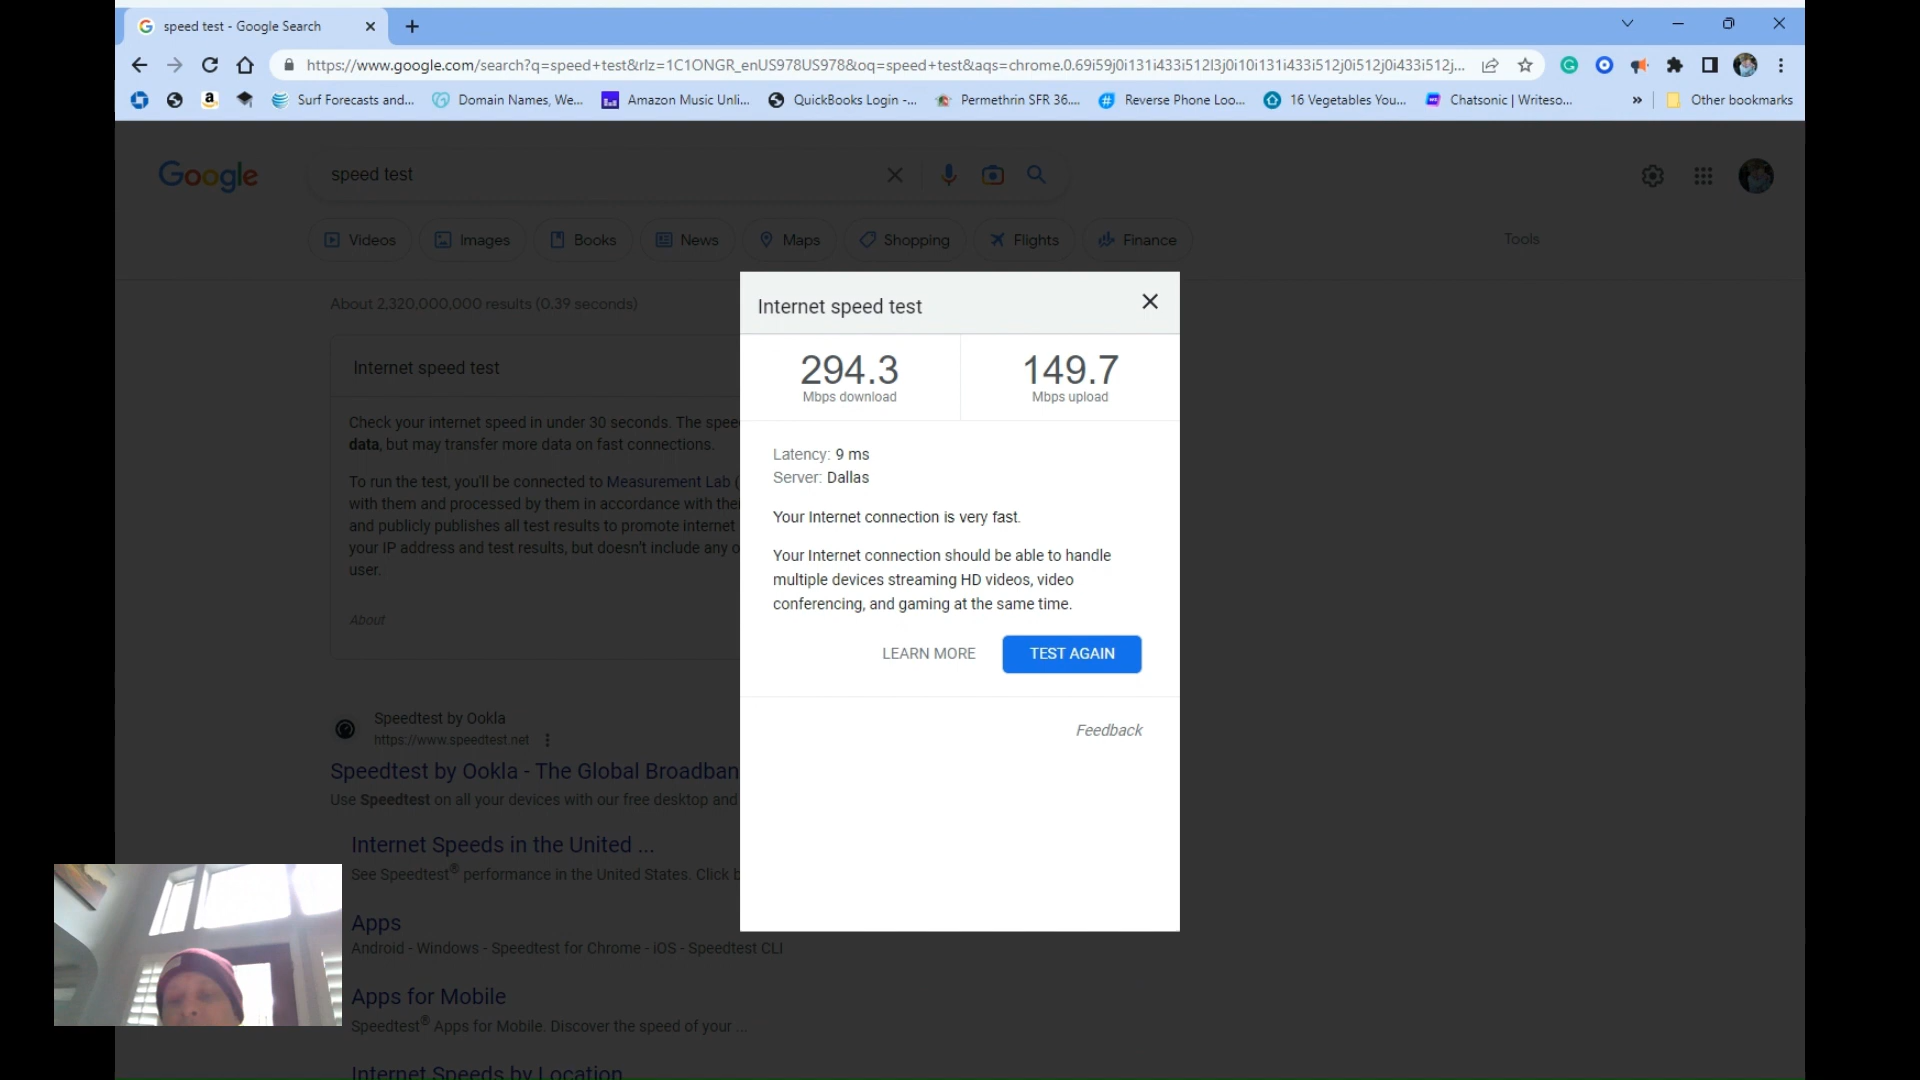 speed test - Google Search
https://www.google.com/search?q=speed+test&rlz=1C1ONGR_enUS978US978&oq=speed+test&aqs=chrome.0.69i59j0i131i433i512l3j0i10i131i433i512j0i512j0i433i512j...
Surf Forecasts and... Domain Names, We... Amazon Music Unli... QuickBooks Login -... Permethrin SFR 36.... Reverse Phone Loo... 16 Vegetables You... Chatsonic | Writeso... » Other bookmarks
Google
speed test
Videos Images Books News Maps Shopping Flights Finance Tools
About 2,320,000,000 results (0.39 seconds)
Internet speed test
Check your internet speed in under 30 seconds. The spee
data, but may transfer more data on fast connections.
To run the test, you'll be connected to Measurement Lab (
with them and processed by them in accordance with thei
and publicly publishes all test results to promote internet
your IP address and test results, but doesn't include any o
user.
About
Internet speed test
294.3
Mbps download
149.7
Mbps upload
Latency: 9 ms
Server: Dallas
Your Internet connection is very fast.
Your Internet connection should be able to handle
multiple devices streaming HD videos, video
conferencing, and gaming at the same time.
LEARN MORE TEST AGAIN
Feedback
Speedtest by Ookla
https://www.speedtest.net
Speedtest by Ookla - The Global Broadban
Use Speedtest on all your devices with our free desktop and
Internet Speeds in the United ...
See Speedtest® performance in the United States. Click b
Apps
Android - Windows - Speedtest for Chrome - iOS - Speedtest CLI
Apps for Mobile
Speedtest® Apps for Mobile. Discover the speed of your ...
Internet Speeds by Location